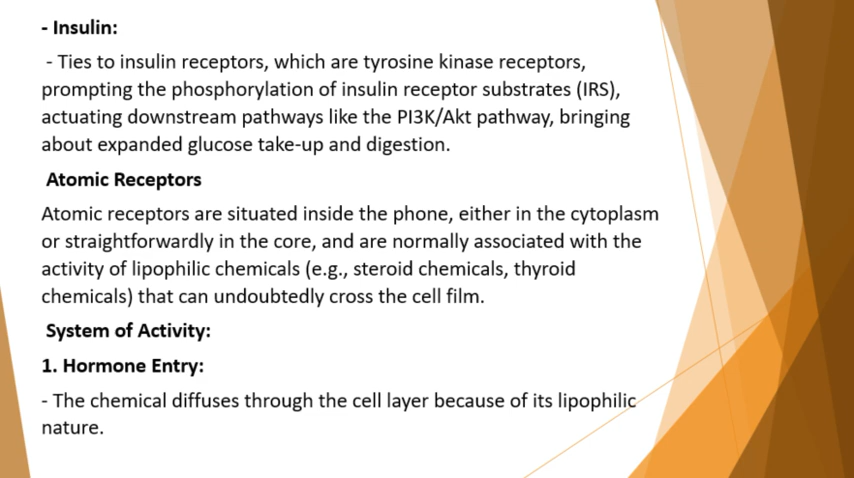 - Insulin:
- Ties to insulin receptors, which are tyrosine kinase receptors,
prompting the phosphorylation of insulin receptor substrates (IRS),
actuating downstream pathways like the PI3K/Akt pathway, bringing
about expanded glucose take-up and digestion.
Atomic Receptors
Atomic receptors are situated inside the phone, either in the cytoplasm
or straightforwardly in the core, and are normally associated with the
activity of lipophilic chemicals (e.g., steroid chemicals, thyroid
chemicals) that can undoubtedly cross the cell film.
System of Activity:
1. Hormone Entry:
- The chemical diffuses through the cell layer because of its lipophilic
nature.